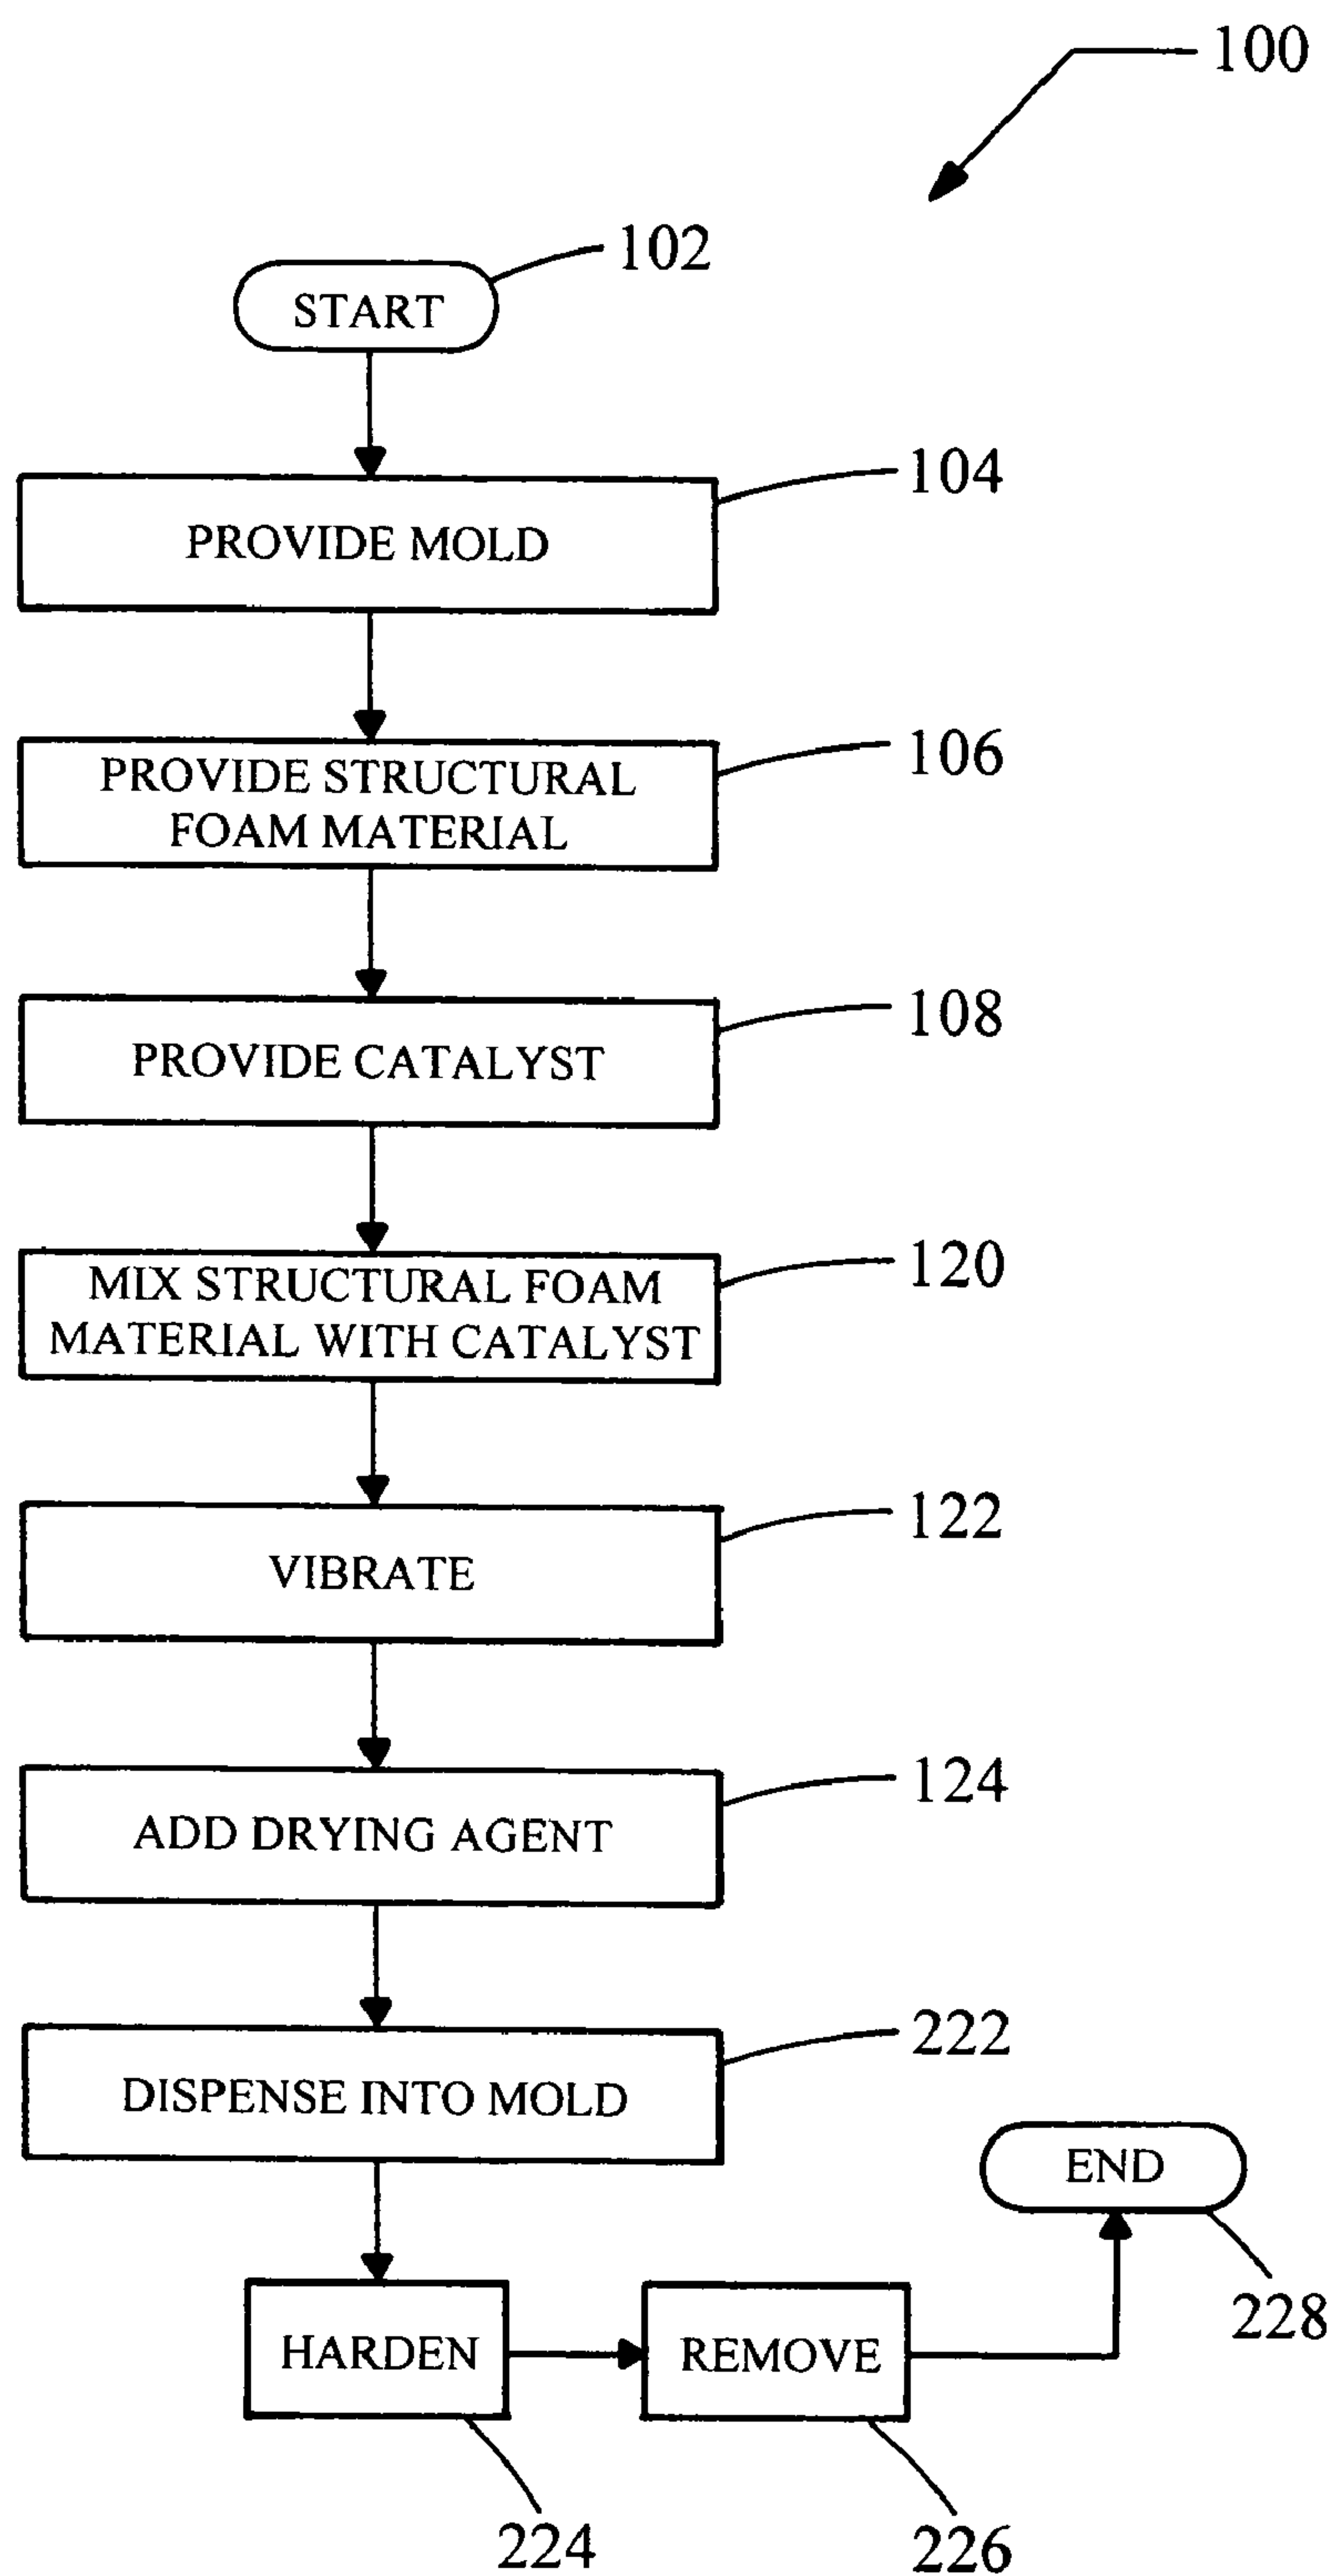 100
102
START
104
PROVIDE MOLD
106
PROVIDE STRUCTURAL
FOAM MATERIAL
108
PROVIDE CATALYST
120
MIX STRUCTURAL FOAM
MATERIAL WITH CATALYST
122
VIBRATE
124
ADD DRYING AGENT
222
DISPENSE INTO MOLD
END
228
HARDEN
REMOVE
224
226